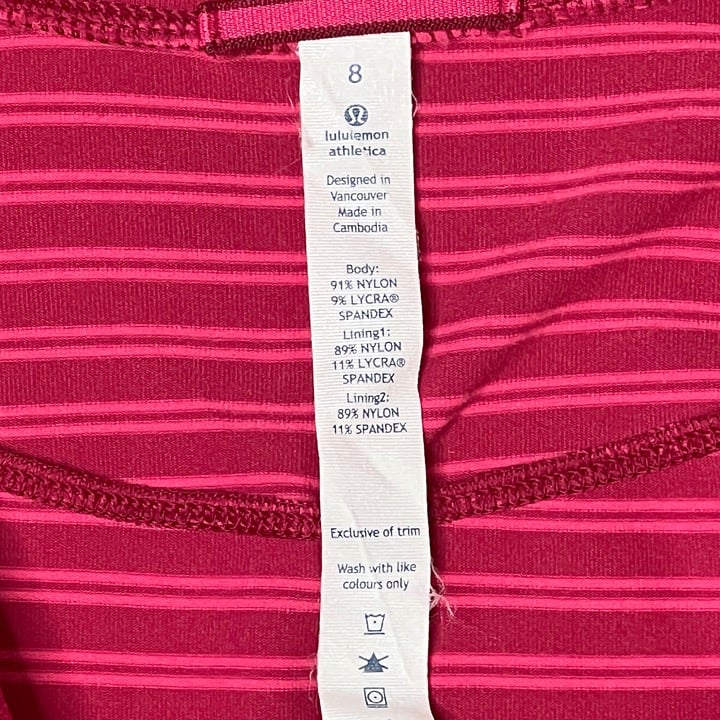 8
lululemon
athletica
Designed in
Vancouver
Made in
Cambodia
Body:
91% NYLON
9% LYCRA®
SPANDEX
Lining1:
89% NYLON
11% LYCRA®
SPANDEX
Lining2:
89% NYLON
11% SPANDEX
Exclusive of trim
Wash with like
colours only